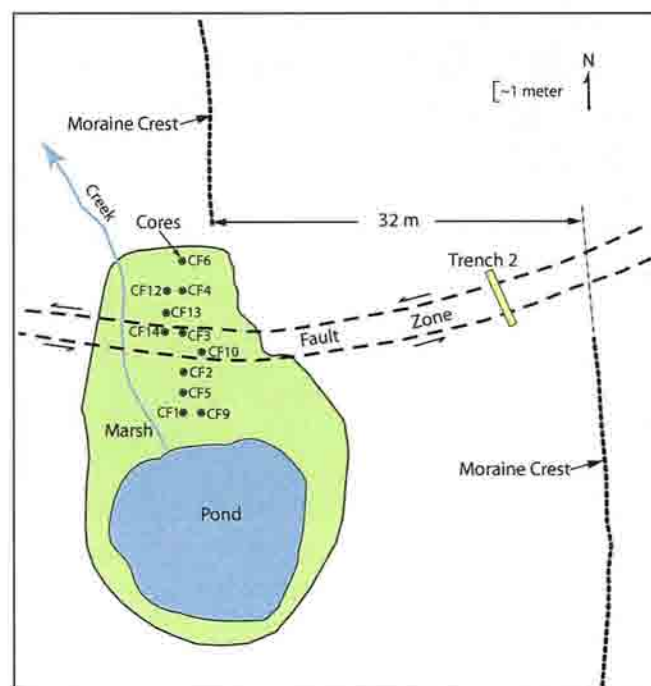 N
[~1 meter
Moraine Crest
Creek
Cores
32 m
CF6
Trench 2
CF12
CF4
CF13
CF14
CF3
Fault
Zone
CF10
CF2
CF5
CF1
CF9
Marsh
Moraine Crest
Pond